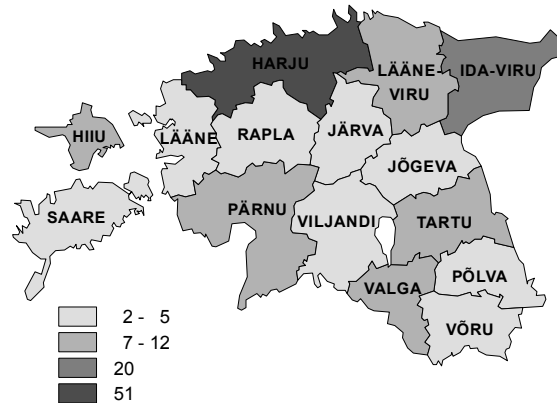 HARJU
LÄÄNE-
VIRU
IDA-VIRU
HIIU
LÄÄNE
RAPLA
JÄRVA
JÕGEVA
SAARE
PÄRNU
VILJANDI
TARTU
VALGA
PÕLVA
VÕRU
2 - 5
7 - 12
20
51